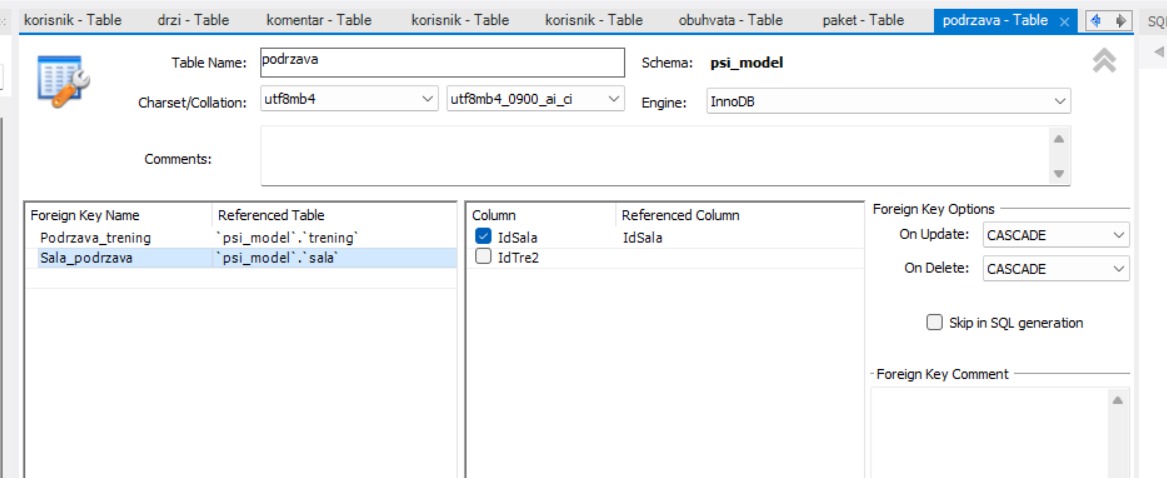 korisnik - Table drzi - Table komentar - Table korisnik - Table korisnik - Table obuhvata - Table paket - Table podrzava - Table
Table Name: podrzava Schema: psi_model
Charset/Collation: utf8mb4 utf8mb4_0900_ai_ci Engine: InnoDB
Comments:
Foreign Key Name Referenced Table Column Referenced Column Foreign Key Options
Podrzava_trening `psi_model`.`trening` IdSala IdSala On Update: CASCADE
Sala_podrzava `psi_model`.`sala` IdTre2 On Delete: CASCADE
Skip in SQL generation
Foreign Key Comment